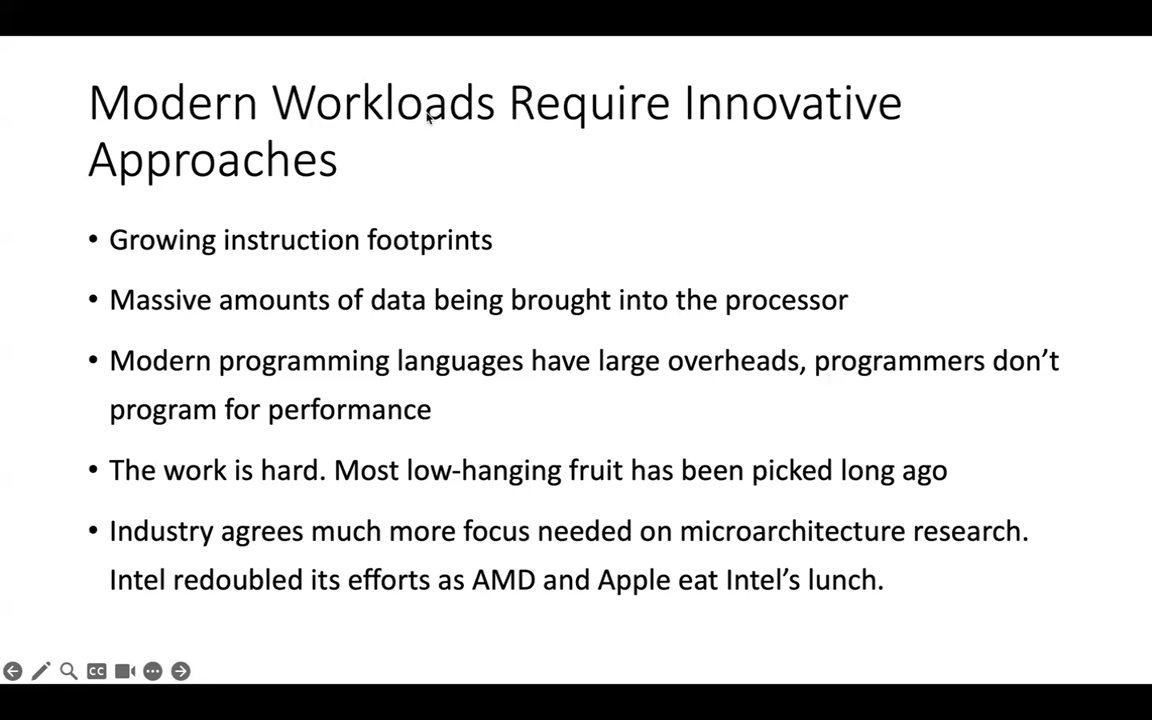 Modern Workloads Require Innovative
Approaches
• Growing instruction footprints
• Massive amounts of data being brought into the processor
• Modern programming languages have large overheads, programmers don’t
program for performance
• The work is hard. Most low-hanging fruit has been picked long ago
• Industry agrees much more focus needed on microarchitecture research.
Intel redoubled its efforts as AMD and Apple eat Intel’s lunch.
CC